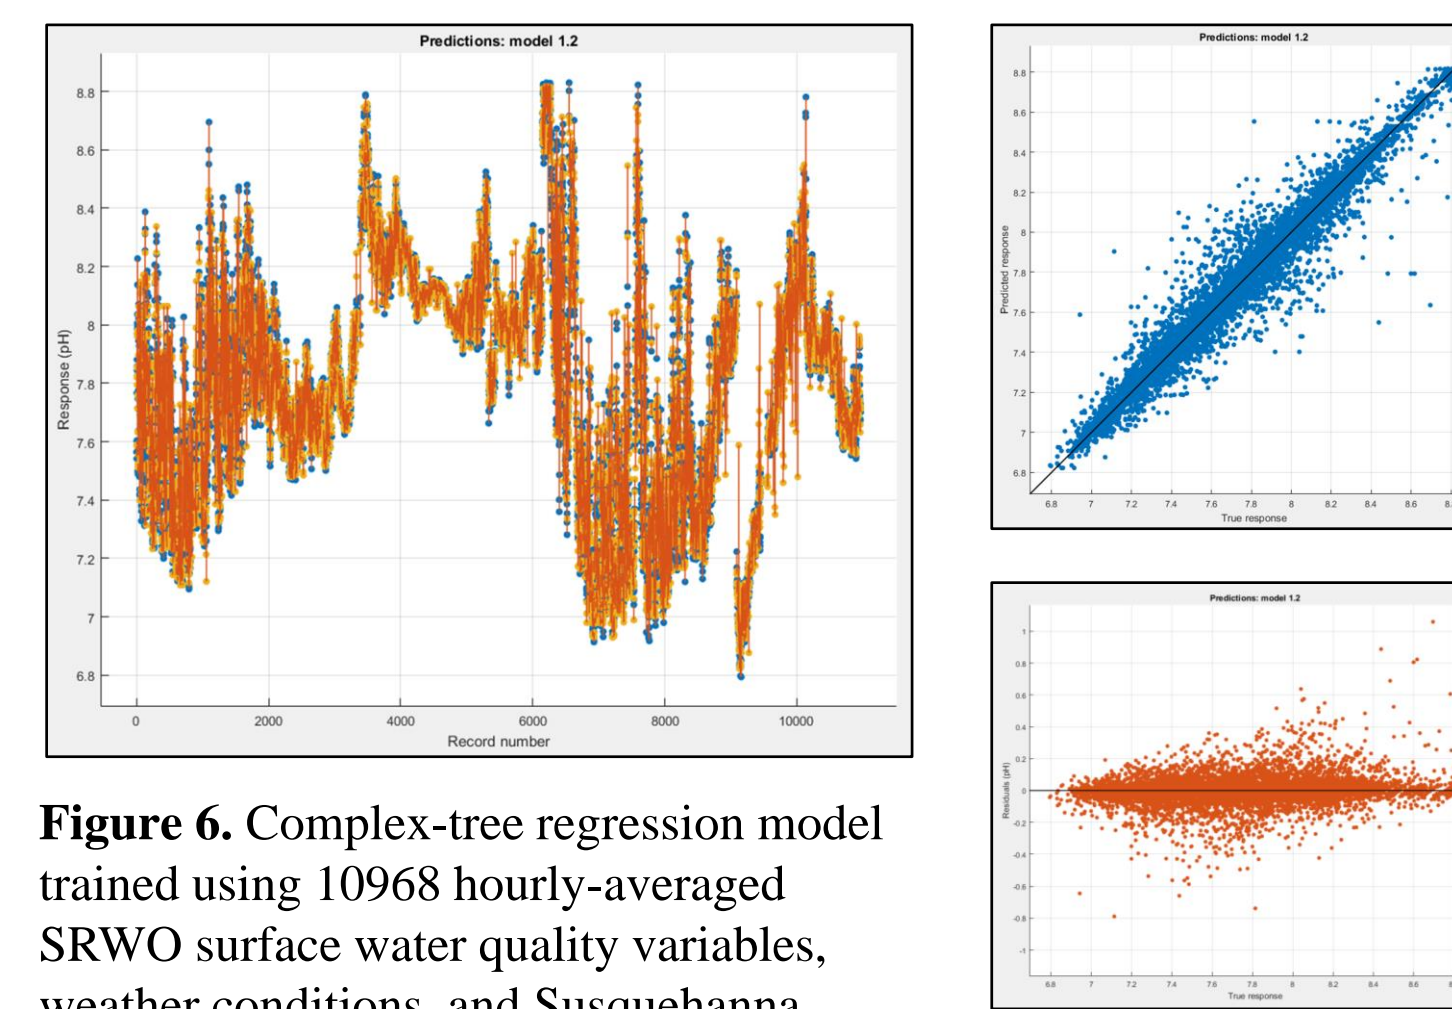 Predictions: model 1.2
8.8
8.6
8.4
8.2
8
7.8
7.6
7.4
7.2
7
6.8
Response (pH)
0 2000 4000 6000 8000 10000
Record number
Predictions: model 1.2
8.8
8.6
8.4
8.2
8
7.8
7.6
7.4
7.2
7
6.8
Predicted response
6.8 7 7.2 7.4 7.6 7.8 8 8.2 8.4 8.6
True response
Predictions: model 1.2
1
0.8
0.6
0.4
0.2
0
-0.2
-0.4
-0.6
-0.8
-1
Residuals (pH)
6.8 7 7.2 7.4 7.6 7.8 8 8.2 8.4 8.6
True response
Figure 6. Complex-tree regression model
trained using 10968 hourly-averaged
SRWO surface water quality variables,
weather conditions, and Susquehanna